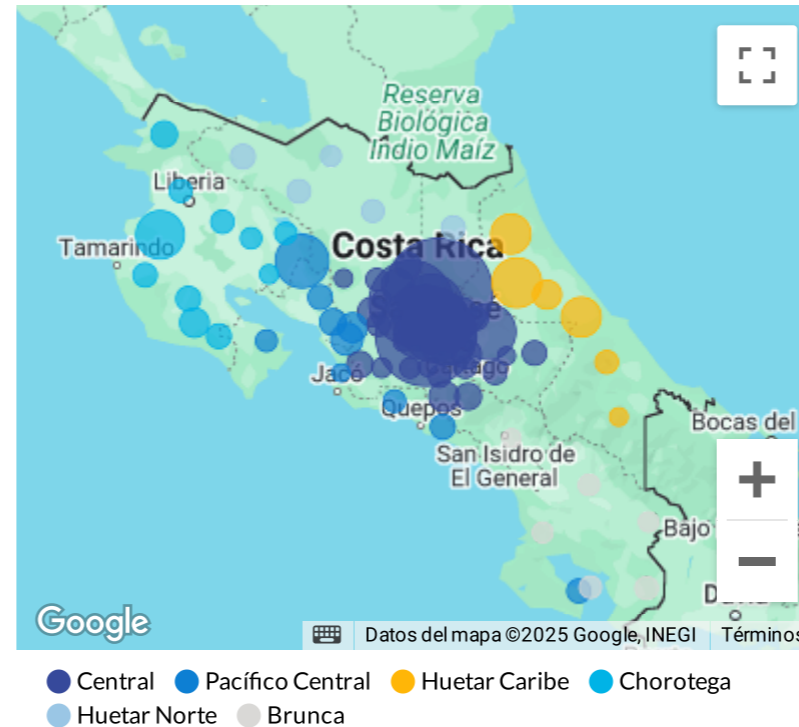 Reserva
Biológica
Indio Maíz
Liberia
Costa Rica
Tamarindo
Jacó
Quepos
San Isidro de
El General
Bocas del
Bajo
Google
Datos del mapa ©2025 Google, INEGI
Términos
Central
Pacífico Central
Huetar Caribe
Chorotega
Huetar Norte
Brunca